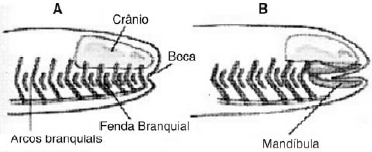 A
B
Crânio
Boca
Fenda Branquial
Arcos branquiais
Mandíbula